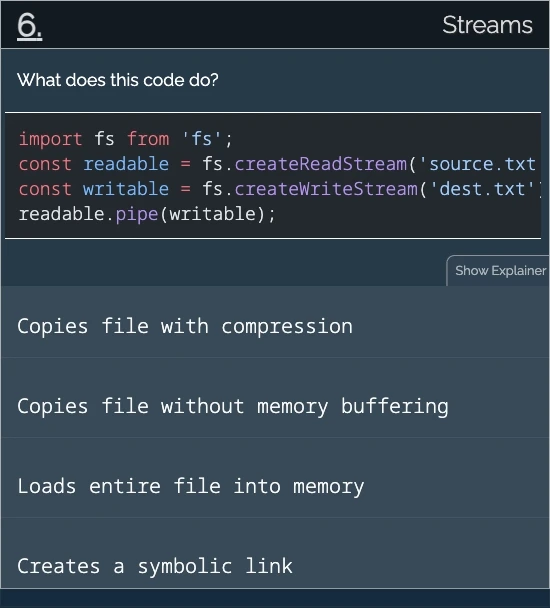 6.
Streams
What does this code do?
import fs from 'fs';
const readable = fs.createReadStream('source.txt
const writable = fs.createWriteStream('dest.txt')
readable.pipe(writable);
Show Explainer
Copies file with compression
Copies file without memory buffering
Loads entire file into memory
Creates a symbolic link